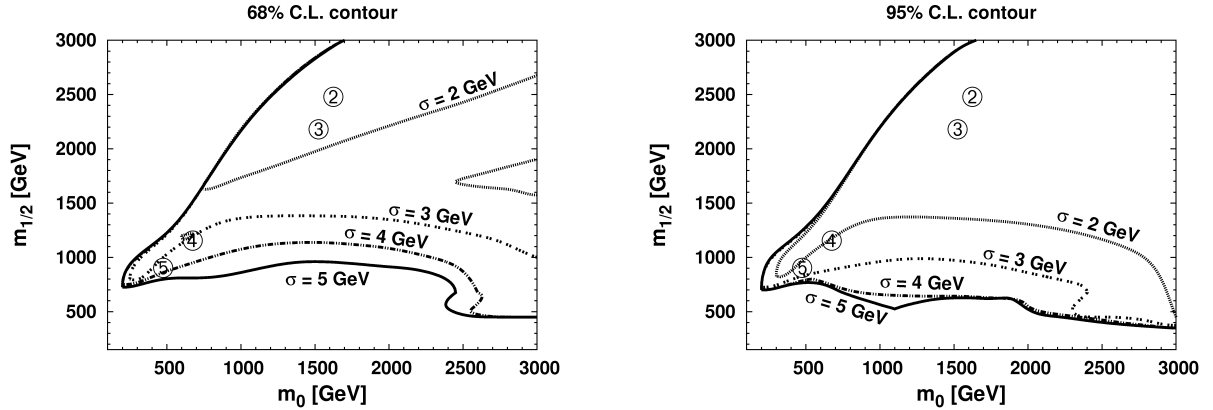 68% C.L. contour
m1/2 [GeV]
3000
2500
2000
1500
1000
500
②
③
④
⑤
σ = 2 GeV
σ = 3 GeV
σ = 4 GeV
σ = 5 GeV
500 1000 1500 2000 2500 3000
m0 [GeV]
95% C.L. contour
m1/2 [GeV]
3000
2500
2000
1500
1000
500
②
③
④
⑤
σ = 2 GeV
σ = 3 GeV
σ = 4 GeV
σ = 5 GeV
500 1000 1500 2000 2500 3000
m0 [GeV]